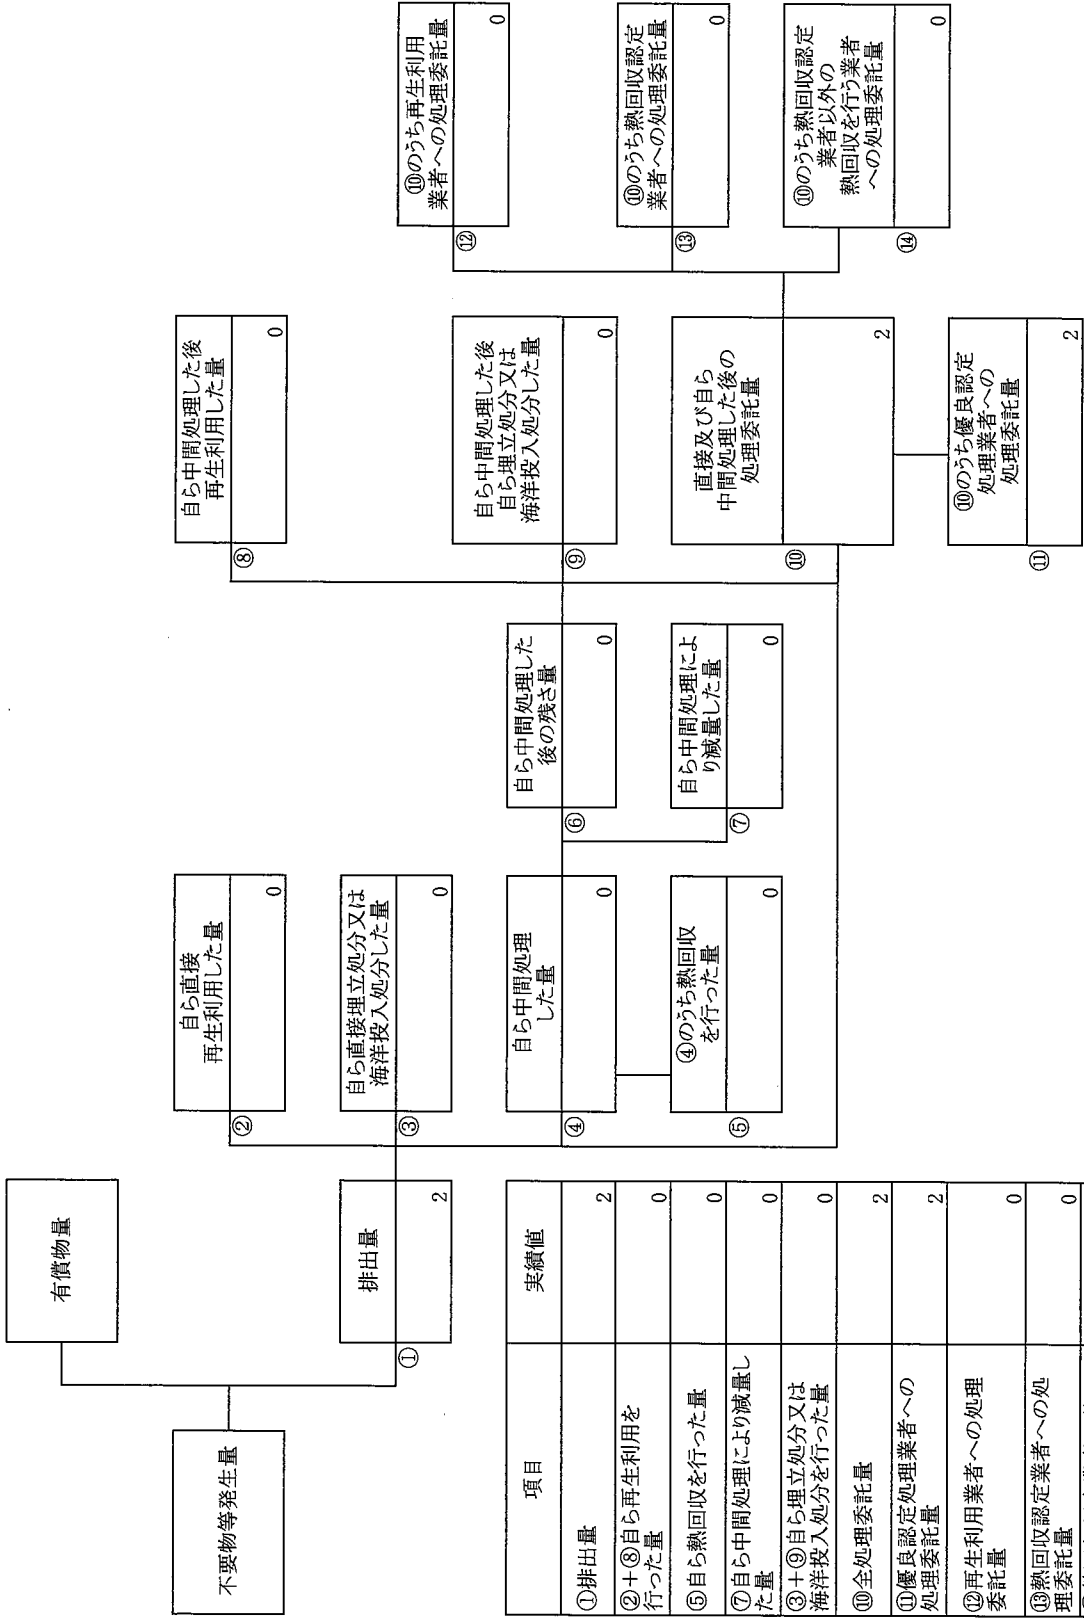 不要物等発生量
有償物量
①
排出量
2
②
自ら直接
再生利用した量
0
③
自ら直接埋立処分又は
海洋投入処分した量
0
④
自ら中間処理
した量
0
⑤
④のうち熱回収
を行った量
0
⑥
自ら中間処理した
後の残さ量
0
⑦
自ら中間処理によ
り減量した量
0
⑧
自ら中間処理した後
再生利用した量
0
⑨
自ら中間処理した後
自ら埋立処分又は
海洋投入処分した量
0
⑩
直接及び自ら
中間処理した後の
処理委託量
2
⑪
⑩のうち優良認定
処理業者への
処理委託量
2
⑫
⑩のうち再生利用
業者への処理委託量
0
⑬
⑩のうち熱回収認定
業者への処理委託量
0
⑭
⑩のうち熱回収認定
業者以外の
熱回収を行う業者
への処理委託量
0
項目 実績値
①排出量 2
②+⑧自ら再生利用を
行った量 0
⑤自ら熱回収を行った量 0
⑦自ら中間処理により減量し
た量 0
③+⑨自ら埋立処分又は
海洋投入処分を行った量 0
⑩全処理委託量 2
⑪優良認定処理業者への
処理委託量 2
⑫再生利用業者への処理
委託量 0
⑬熱回収認定業者への処
理委託量 0